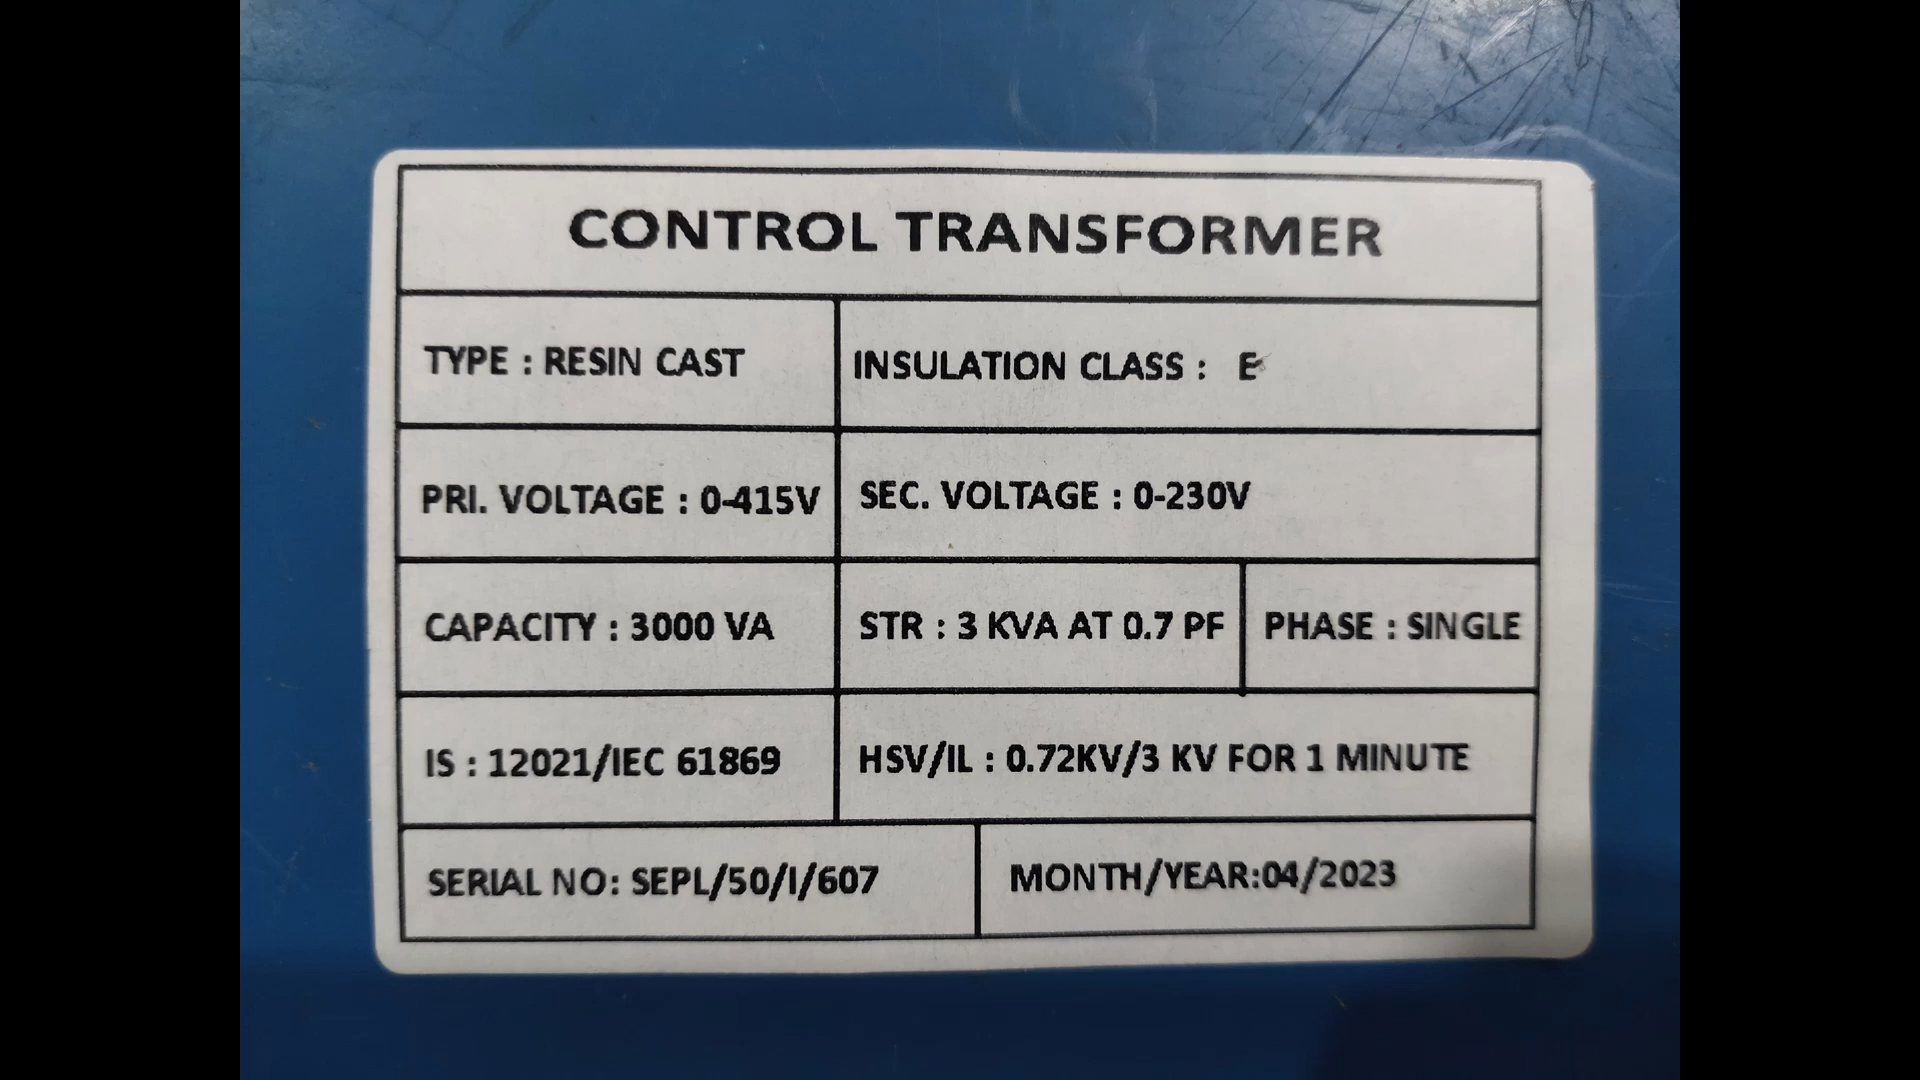 CONTROL TRANSFORMER
TYPE : RESIN CAST
INSULATION CLASS : E
PRI. VOLTAGE : 0-415V
SEC. VOLTAGE : 0-230V
CAPACITY : 3000 VA
STR : 3 KVA AT 0.7 PF
PHASE : SINGLE
IS : 12021/IEC 61869
HSV/IL : 0.72KV/3 KV FOR 1 MINUTE
SERIAL NO: SEPL/50/I/607
MONTH/YEAR:04/2023